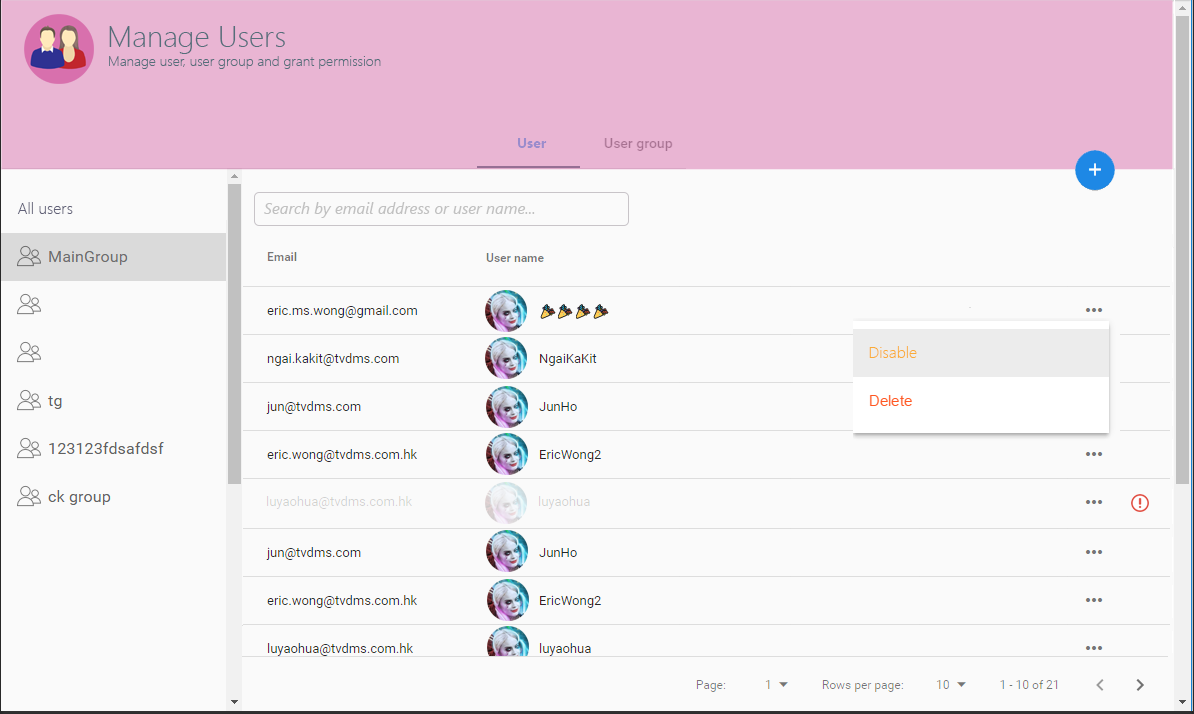 Manage Users
Manage user, user group and grant permission
User
User group
All users
MainGroup
tg
123123fdsafdsf
ck group
Search by email address or user name...
Email
User name
eric.ms.wong@gmail.com
ngai.kakit@tvdms.com
NgaiKaKit
jun@tvdms.com
JunHo
eric.wong@tvdms.com.hk
EricWong2
luyaohua@tvdms.com.hk
luyaohua
jun@tvdms.com
JunHo
eric.wong@tvdms.com.hk
EricWong2
luyaohua@tvdms.com.hk
luyaohua
Disable
Delete
Page: 1
Rows per page: 10
1 - 10 of 21